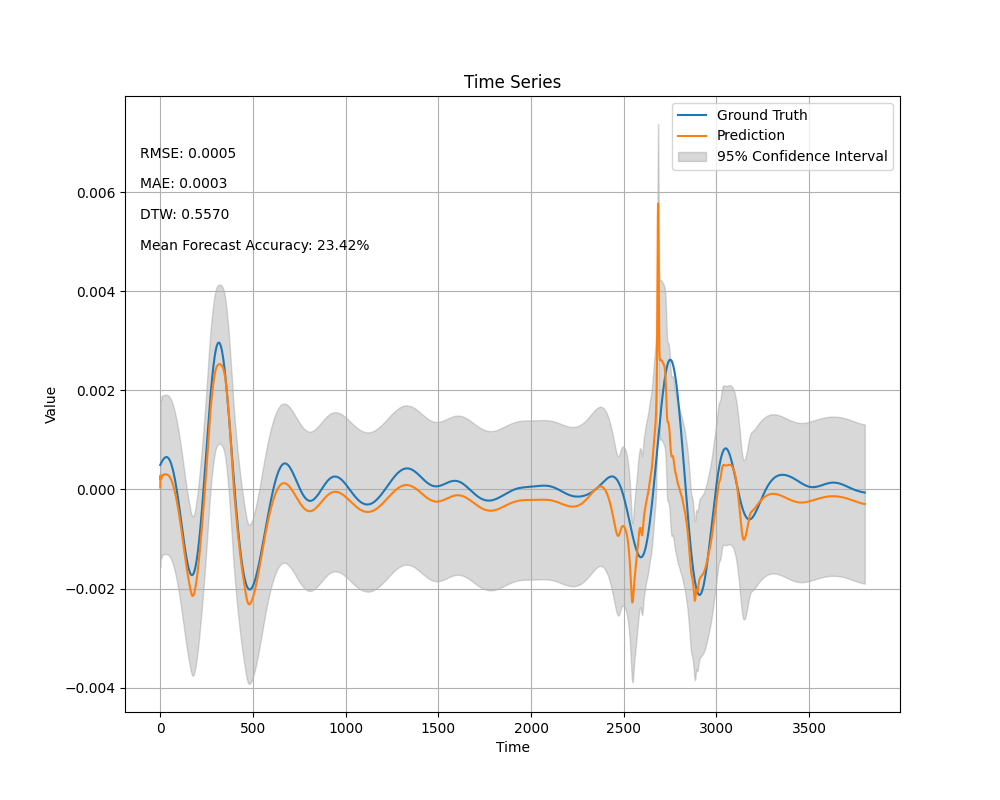 Time Series
Ground Truth
Prediction
95% Confidence Interval
RMSE: 0.0005
MAE: 0.0003
DTW: 0.5570
Mean Forecast Accuracy: 23.42%
0.006
0.004
0.002
0.000
−0.002
−0.004
Value
0 500 1000 1500 2000 2500 3000 3500
Time